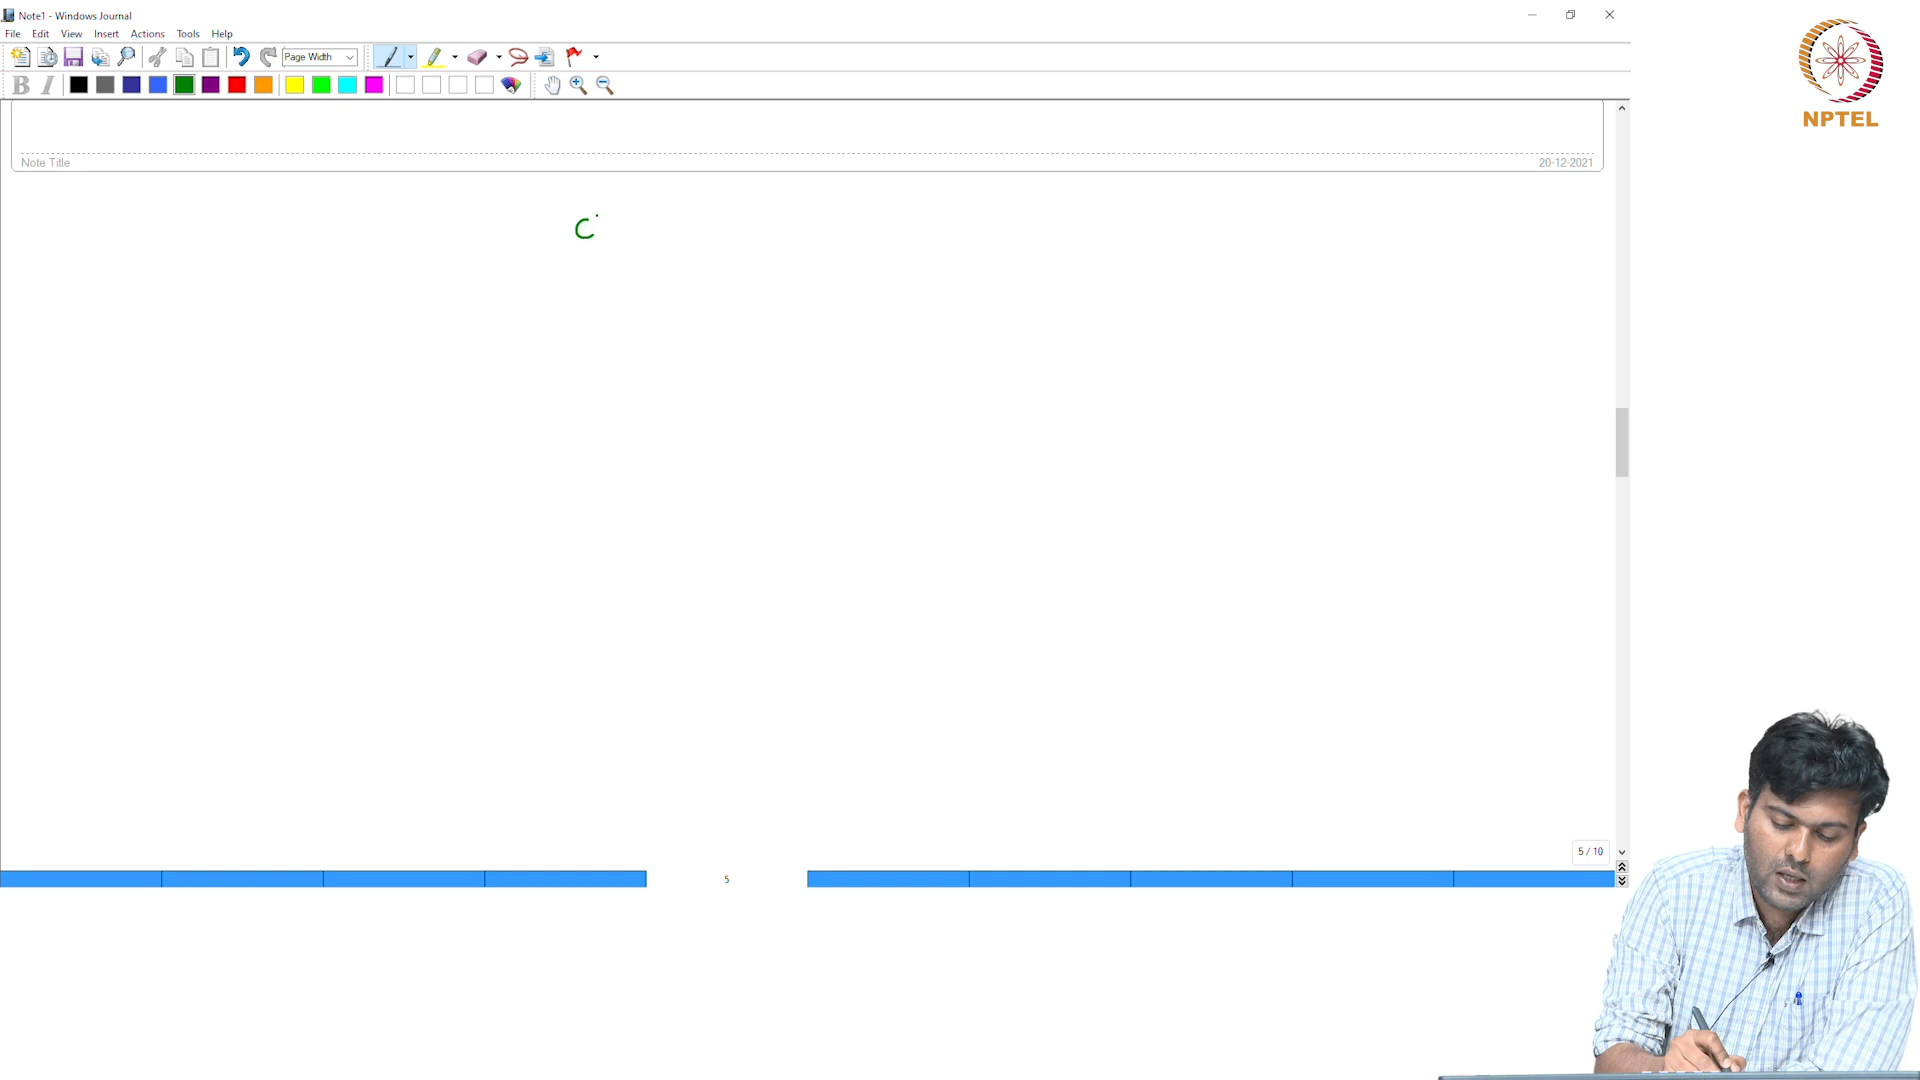 Note1 - Windows Journal
File Edit View Insert Actions Tools Help
Page Width
B I
Note Title
20-12-2021
C
5 / 10
5
NPTEL